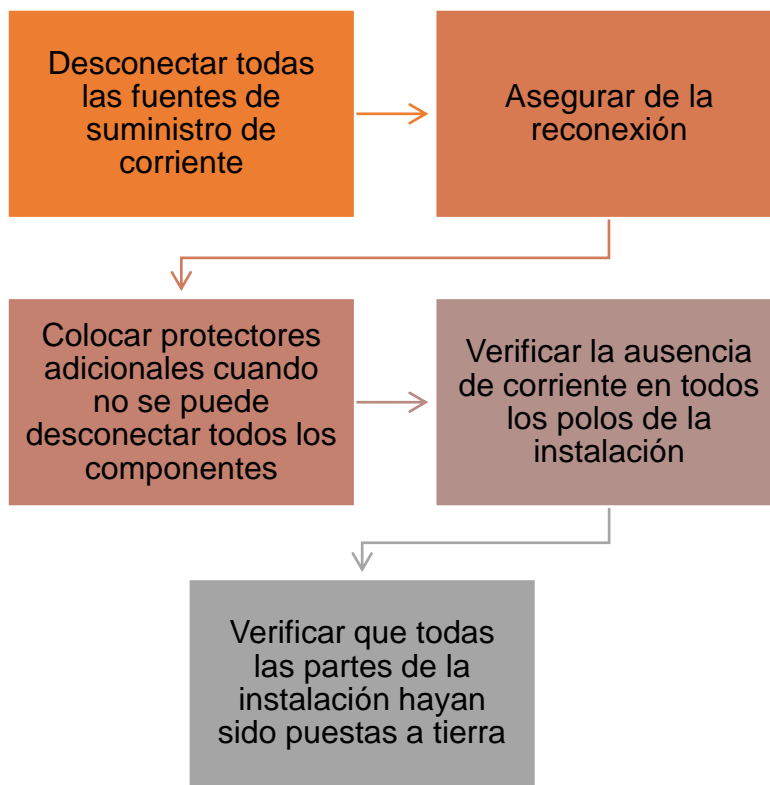 Desconectar todas
las fuentes de
suministro de
corriente
Asegurar de la
reconexión
Colocar protectores
adicionales cuando
no se puede
desconectar todos los
componentes
Verificar la ausencia
de corriente en todos
los polos de la
instalación
Verificar que todas
las partes de la
instalación hayan
sido puestas a tierra